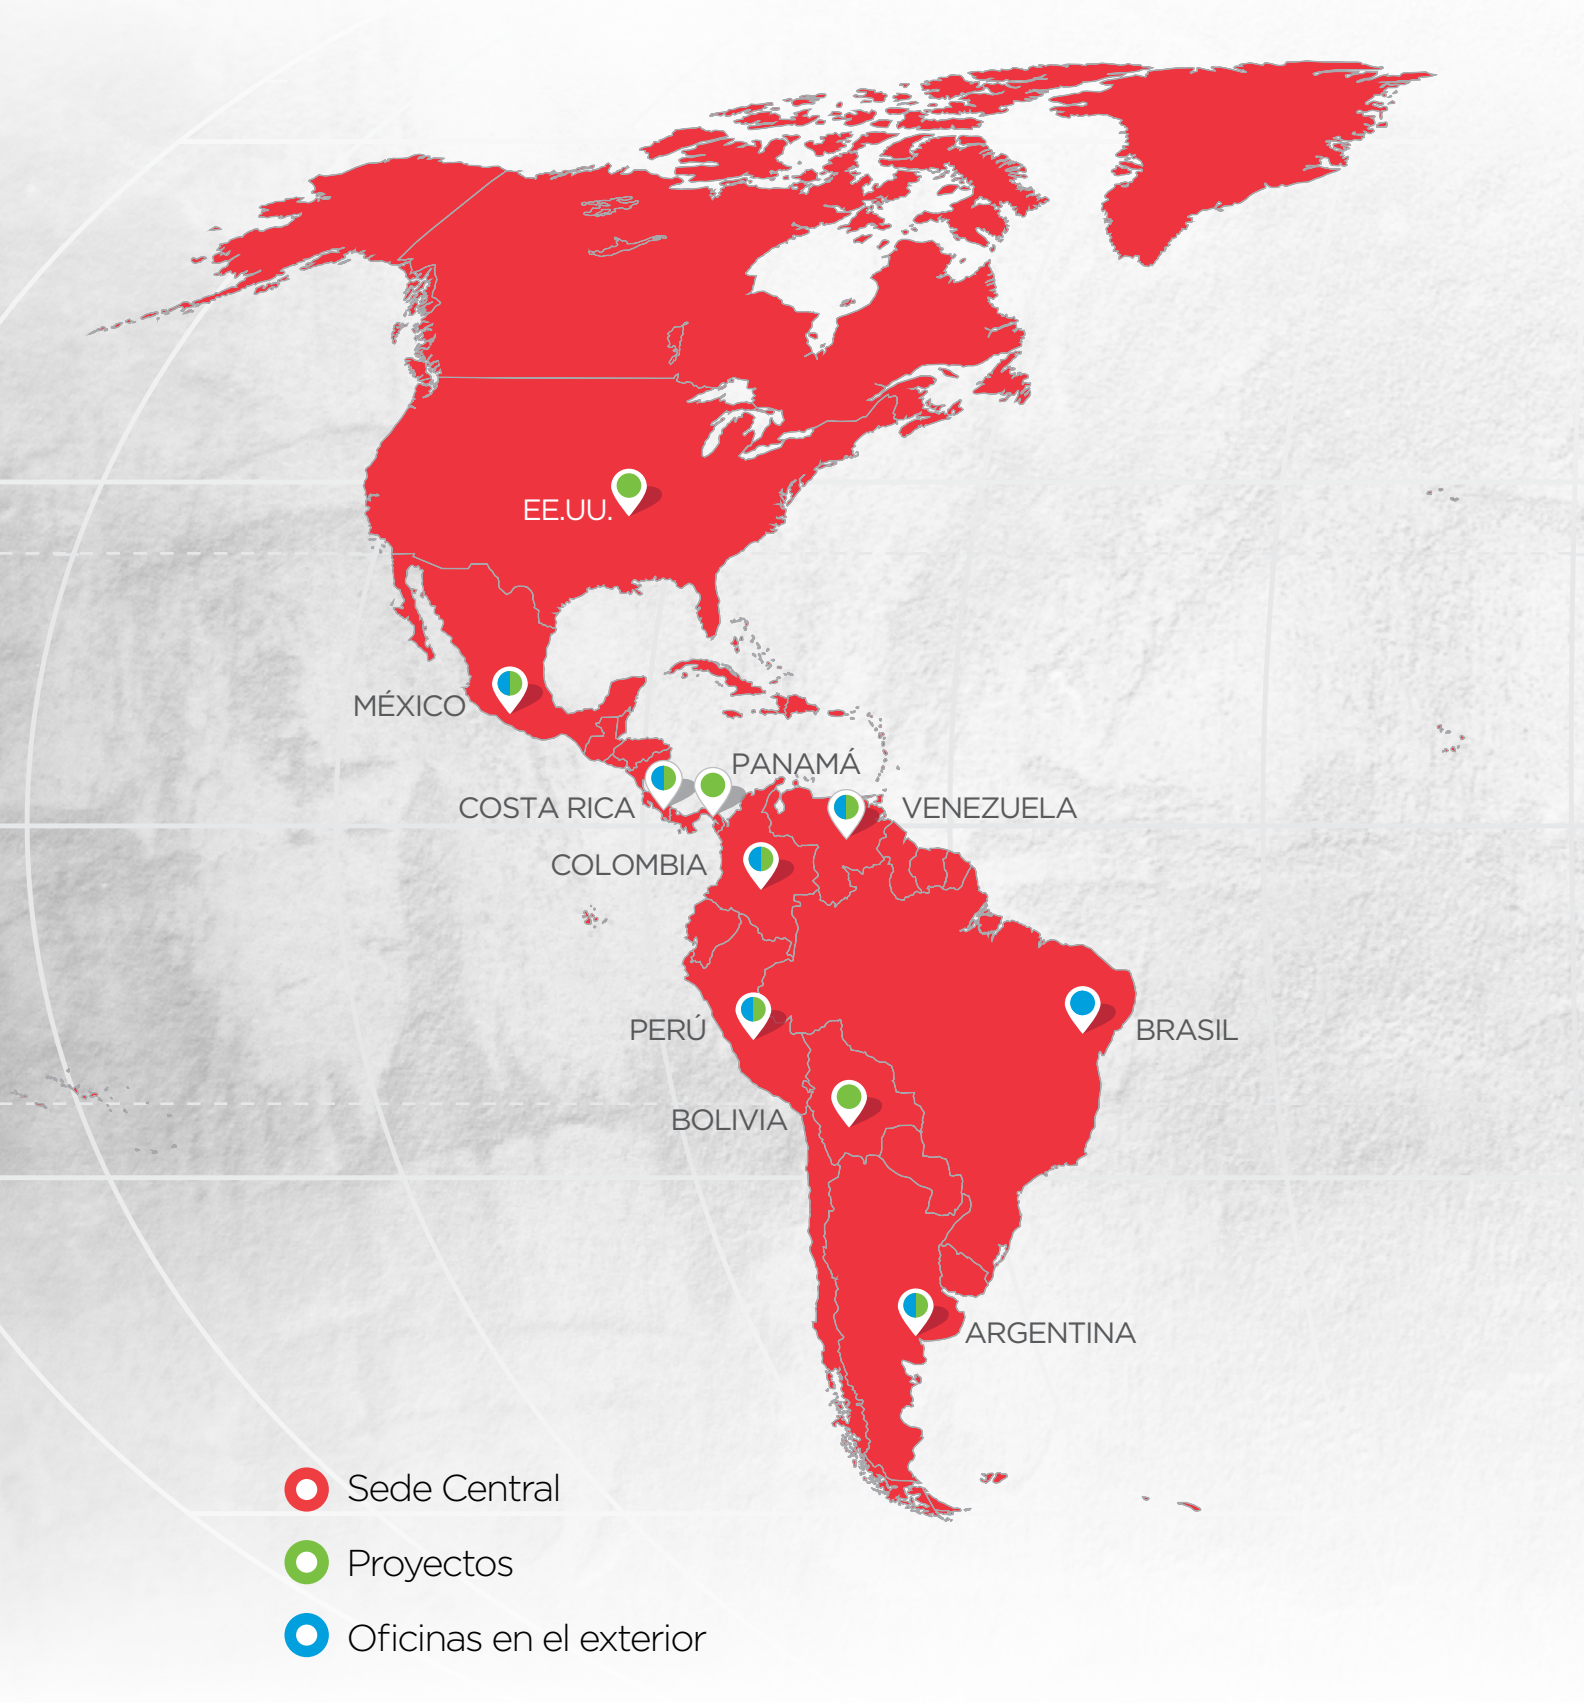 EE.UU.
MÉXICO
PANAMÁ
COSTA RICA
VENEZUELA
COLOMBIA
PERÚ
BRASIL
BOLIVIA
ARGENTINA
Sede Central
Proyectos
Oficinas en el exterior